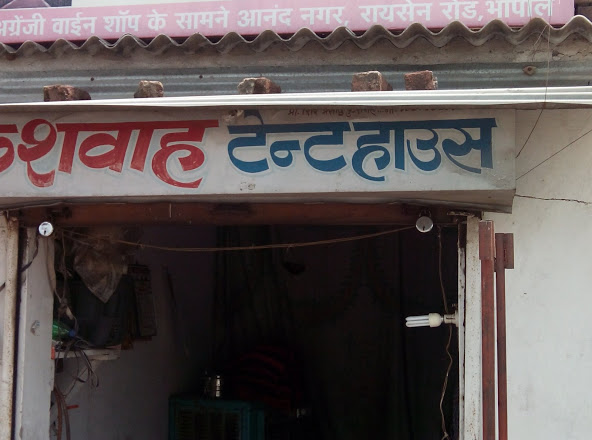 अंग्रेजी वाईन शॉप के सामने आनंद नगर, रायसेन रोड, भोपाल
कुशवाह टेन्ट हाउस